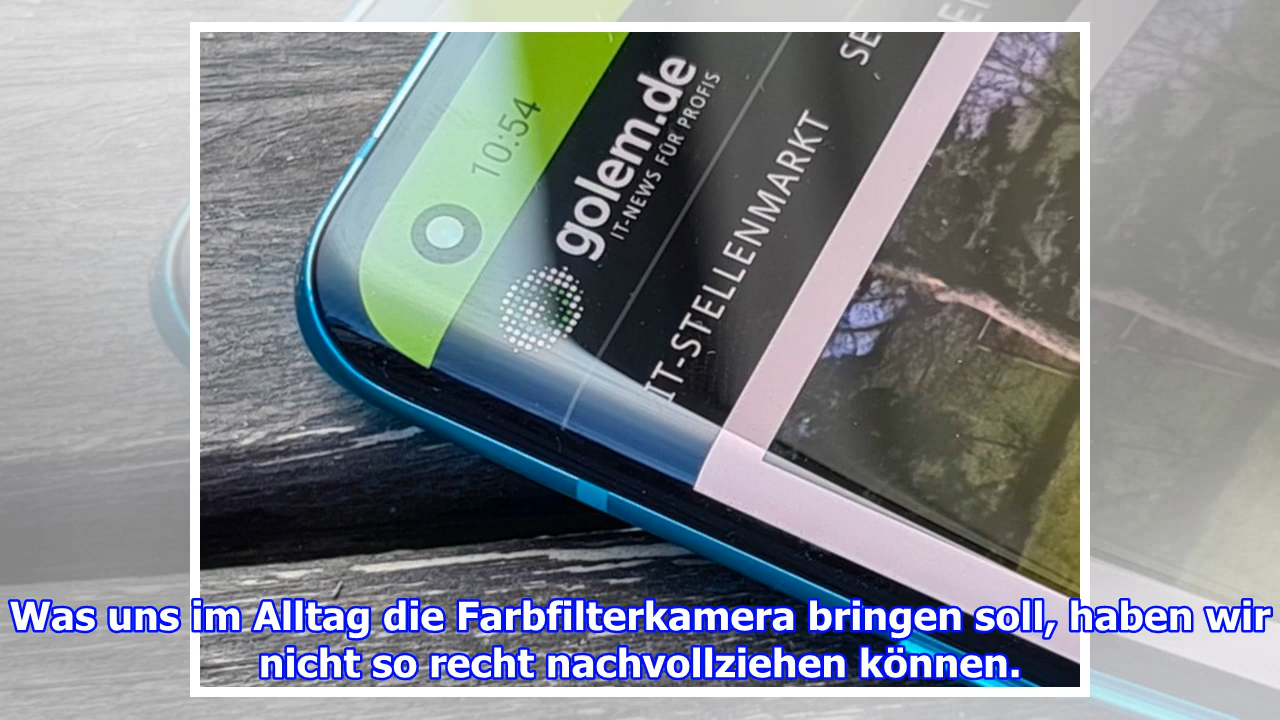 10:54
golem.de
IT-NEWS FÜR PROFIS
IT-STELLENMARKT
Was uns im Alltag die Farbfilterkamera bringen soll, haben wir
nicht so recht nachvollziehen können.